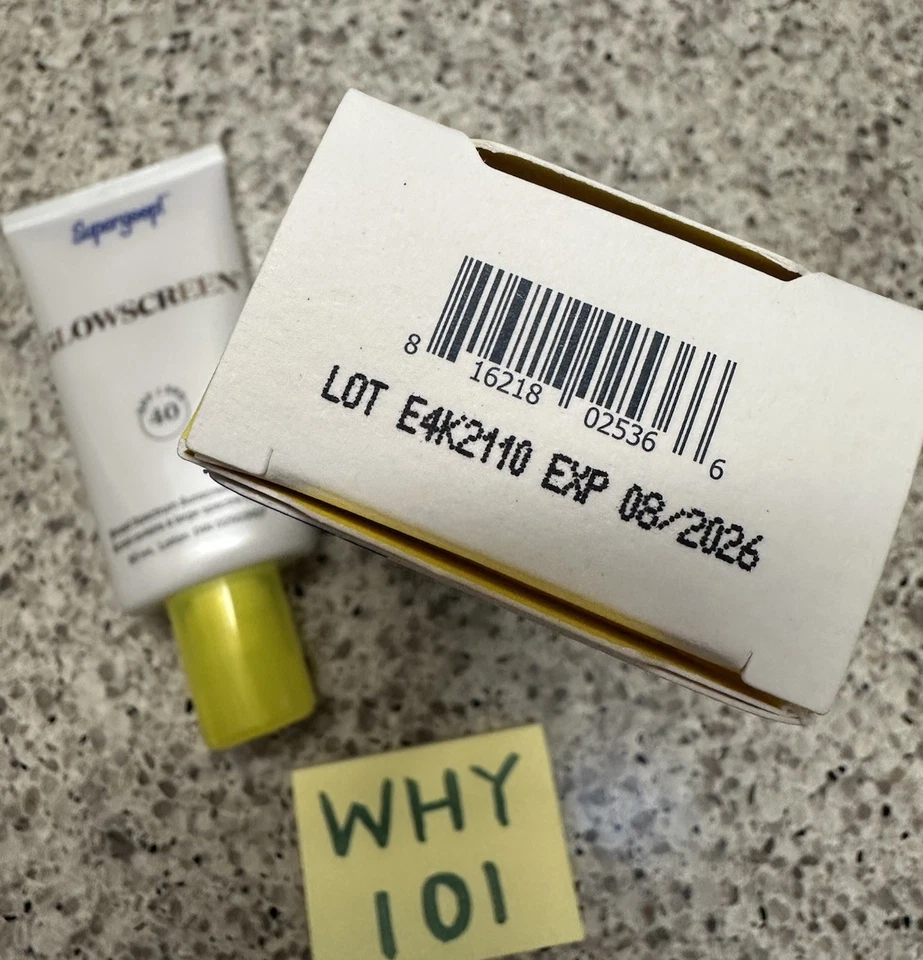 Supergoop!
GLOWSCREEN
40
8 16218 02536 6
LOT E4K2110 EXP 08/2026
WHY
101